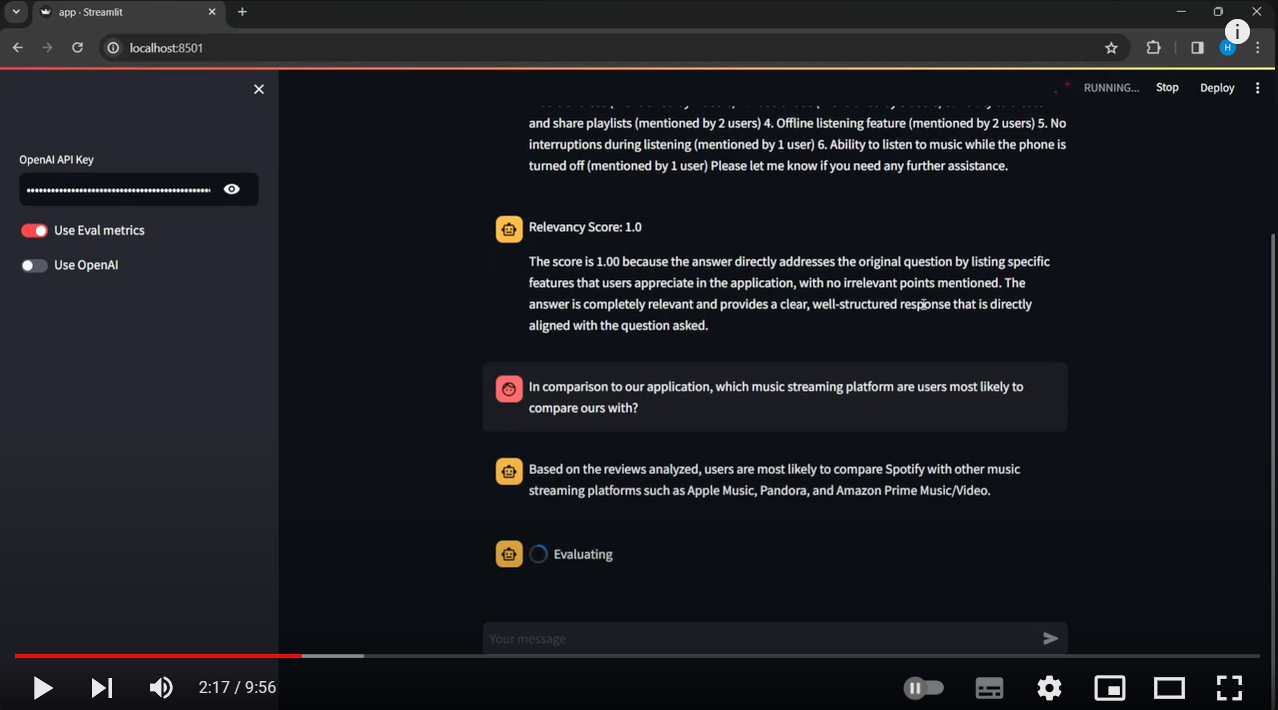 app · Streamlit
localhost:8501
H
i
RUNNING...
Stop
Deploy
OpenAI API Key
Use Eval metrics
Use OpenAI
and share playlists (mentioned by 2 users) 4. Offline listening feature (mentioned by 2 users) 5. No
interruptions during listening (mentioned by 1 user) 6. Ability to listen to music while the phone is
turned off (mentioned by 1 user) Please let me know if you need any further assistance.
Relevancy Score: 1.0
The score is 1.00 because the answer directly addresses the original question by listing specific
features that users appreciate in the application, with no irrelevant points mentioned. The
answer is completely relevant and provides a clear, well-structured response that is directly
aligned with the question asked.
In comparison to our application, which music streaming platform are users most likely to
compare ours with?
Based on the reviews analyzed, users are most likely to compare Spotify with other music
streaming platforms such as Apple Music, Pandora, and Amazon Prime Music/Video.
Evaluating
Your message
2:17 / 9:56